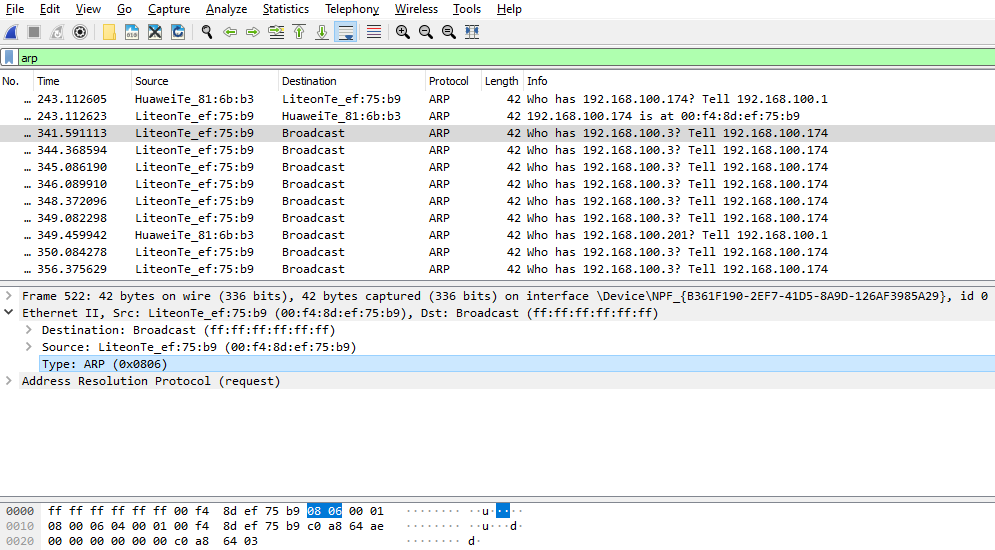 File Edit View Go Capture Analyze Statistics Telephony Wireless Tools Help
arp
No. Time Source Destination Protocol Length Info
… 243.112605 HuaweiTe_81:6b:b3 LiteonTe_ef:75:b9 ARP 42 Who has 192.168.100.174? Tell 192.168.100.1
… 243.112623 LiteonTe_ef:75:b9 HuaweiTe_81:6b:b3 ARP 42 192.168.100.174 is at 00:f4:8d:ef:75:b9
… 341.591113 LiteonTe_ef:75:b9 Broadcast ARP 42 Who has 192.168.100.3? Tell 192.168.100.174
… 344.368594 LiteonTe_ef:75:b9 Broadcast ARP 42 Who has 192.168.100.3? Tell 192.168.100.174
… 345.086190 LiteonTe_ef:75:b9 Broadcast ARP 42 Who has 192.168.100.3? Tell 192.168.100.174
… 346.089910 LiteonTe_ef:75:b9 Broadcast ARP 42 Who has 192.168.100.3? Tell 192.168.100.174
… 348.372096 LiteonTe_ef:75:b9 Broadcast ARP 42 Who has 192.168.100.3? Tell 192.168.100.174
… 349.082298 LiteonTe_ef:75:b9 Broadcast ARP 42 Who has 192.168.100.3? Tell 192.168.100.174
… 349.459942 HuaweiTe_81:6b:b3 Broadcast ARP 42 Who has 192.168.100.201? Tell 192.168.100.1
… 350.084278 LiteonTe_ef:75:b9 Broadcast ARP 42 Who has 192.168.100.3? Tell 192.168.100.174
… 356.375629 LiteonTe_ef:75:b9 Broadcast ARP 42 Who has 192.168.100.3? Tell 192.168.100.174
Frame 522: 42 bytes on wire (336 bits), 42 bytes captured (336 bits) on interface \Device\NPF_{B361F190-2EF7-41D5-8A9D-126AF3985A29}, id 0
Ethernet II, Src: LiteonTe_ef:75:b9 (00:f4:8d:ef:75:b9), Dst: Broadcast (ff:ff:ff:ff:ff:ff)
Destination: Broadcast (ff:ff:ff:ff:ff:ff)
Source: LiteonTe_ef:75:b9 (00:f4:8d:ef:75:b9)
Type: ARP (0x0806)
Address Resolution Protocol (request)
0000 ff ff ff ff ff ff 00 f4 8d ef 75 b9 08 06 00 01 ········ ··u·····
0010 08 00 06 04 00 01 00 f4 8d ef 75 b9 c0 a8 64 ae ········ ··u···d·
0020 00 00 00 00 00 00 c0 a8 64 03 ········ d·